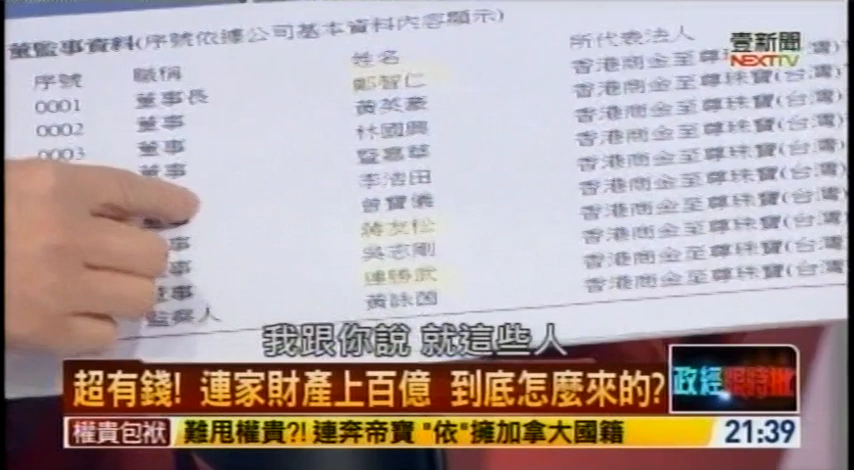 董監事資料(序號依據公司基本資料內容顯示)
序號 職稱 姓名 所代表法人
0001 董事長 鄭智仁 香港商金至尊珠寶(台灣)
0002 董事 黃英豪 香港商金至尊珠寶(台灣)
0003 董事 林國興 香港商金至尊珠寶(台灣)
董事 香港商金至尊珠寶(台灣)
李浩田 香港商金至尊珠寶(台灣)
曾寶儀 香港商金至尊珠寶(台灣)
事 蔣友松 香港商金至尊珠寶(台灣)
事 吳志剛 香港商金至尊珠寶(台灣)
董事 連勝武 香港商金至尊珠寶(台灣)
監察人 黃詠茵 香港商金至尊珠寶(台灣)
壹新聞
NEXTTV
我跟你說 就這些人
超有錢! 連家財產上百億 到底怎麼來的?
政經
權貴包袱 難甩權貴?!連奔帝寶 "依"擁加拿大國籍
21:39